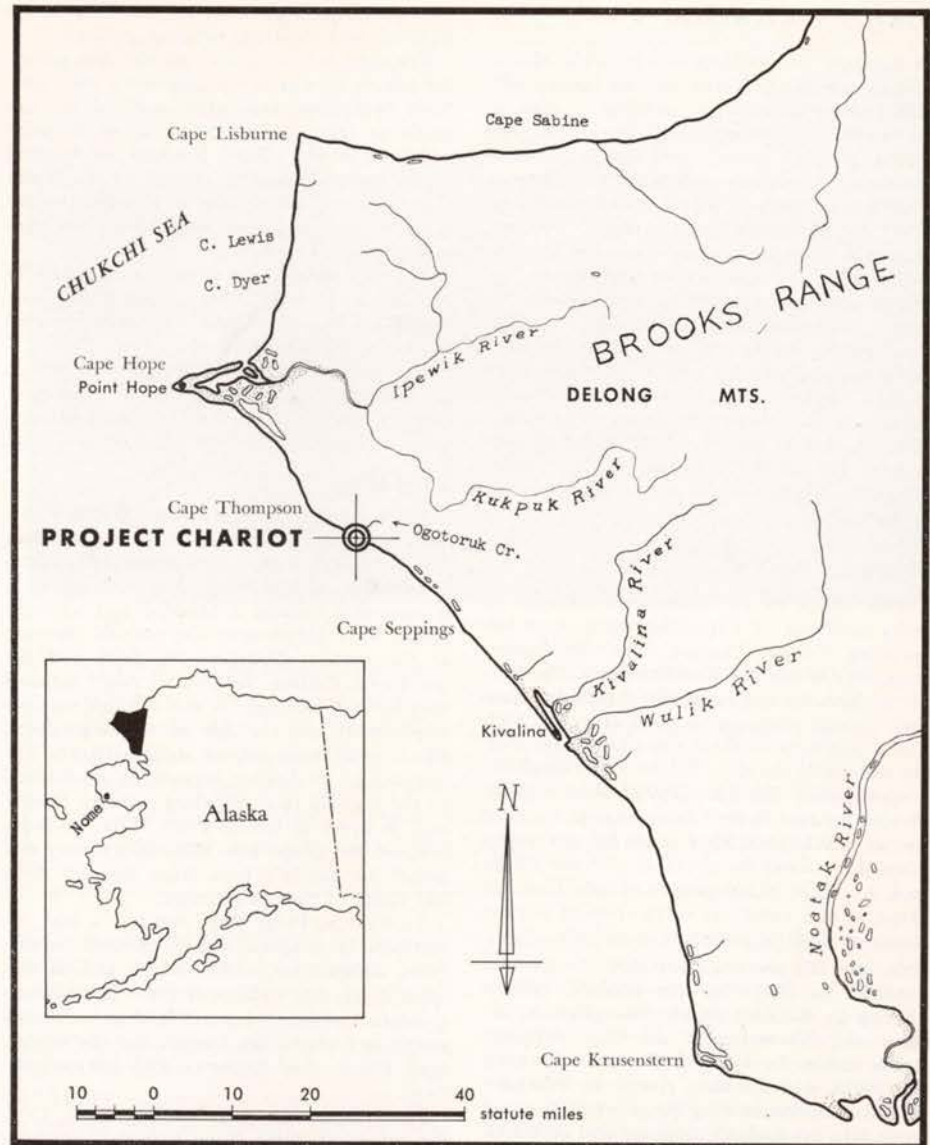 Cape Lisburne
Cape Sabine
CHUKCHI SEA
C. Lewis
C. Dyer
BROOKS RANGE
Cape Hope
Point Hope
Ipewik River
DELONG MTS.
Kukpuk River
Cape Thompson
PROJECT CHARIOT
Ogotoruk Cr.
Cape Seppings
Kivalina River
Wulik River
Kivalina
Nome
Alaska
N
Noatak River
Cape Krusenstern
10 0 10 20 40
statute miles